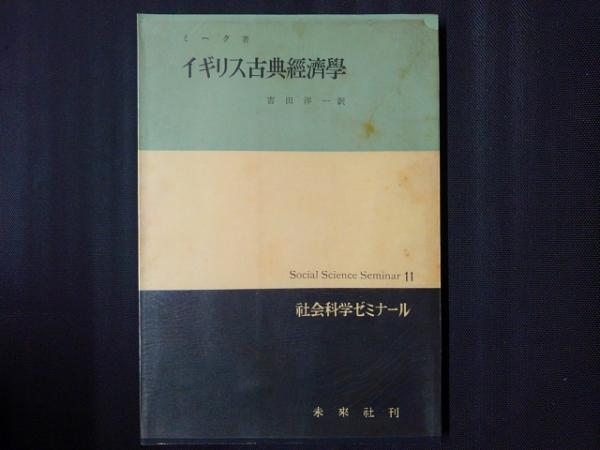 ミーク 著
イギリス古典經濟學
吉田洋一訳
Social Science Seminar 11
社会科学ゼミナール
未來社刊